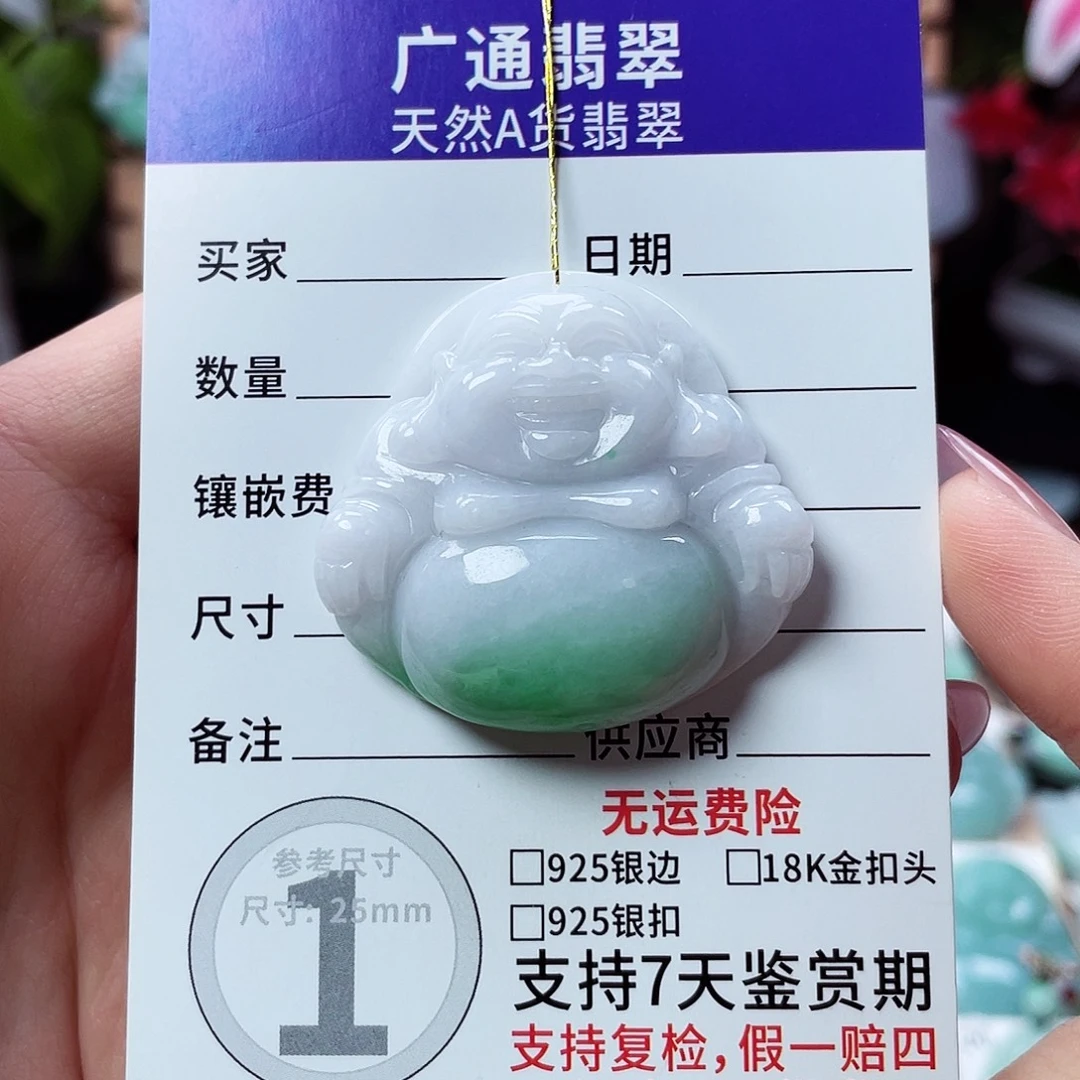 广通翡翠
天然A货翡翠
买家 日期
数量
镶嵌费
尺寸
备注 供应商
无运费险
□925银边 □18K金扣头
□925银扣
支持7天鉴赏期
支持复检,假一赔四
参考尺寸
尺寸: 25mm
1